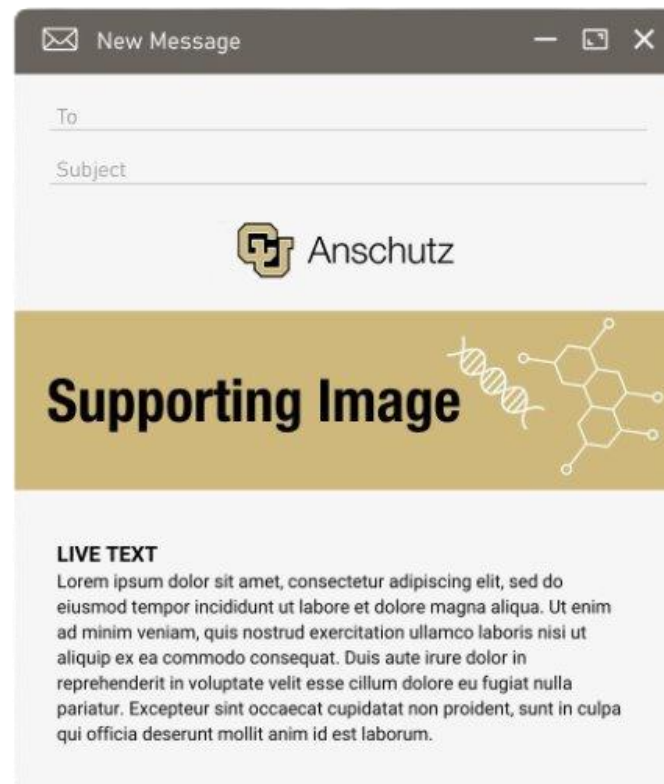 New Message
To
Subject
CU Anschutz
Supporting Image
LIVE TEXT
Lorem ipsum dolor sit amet, consectetur adipiscing elit, sed do
eiusmod tempor incididunt ut labore et dolore magna aliqua. Ut enim
ad minim veniam, quis nostrud exercitation ullamco laboris nisi ut
aliquip ex ea commodo consequat. Duis aute irure dolor in
reprehenderit in voluptate velit esse cillum dolore eu fugiat nulla
pariatur. Excepteur sint occaecat cupidatat non proident, sunt in culpa
qui officia deserunt mollit anim id est laborum.